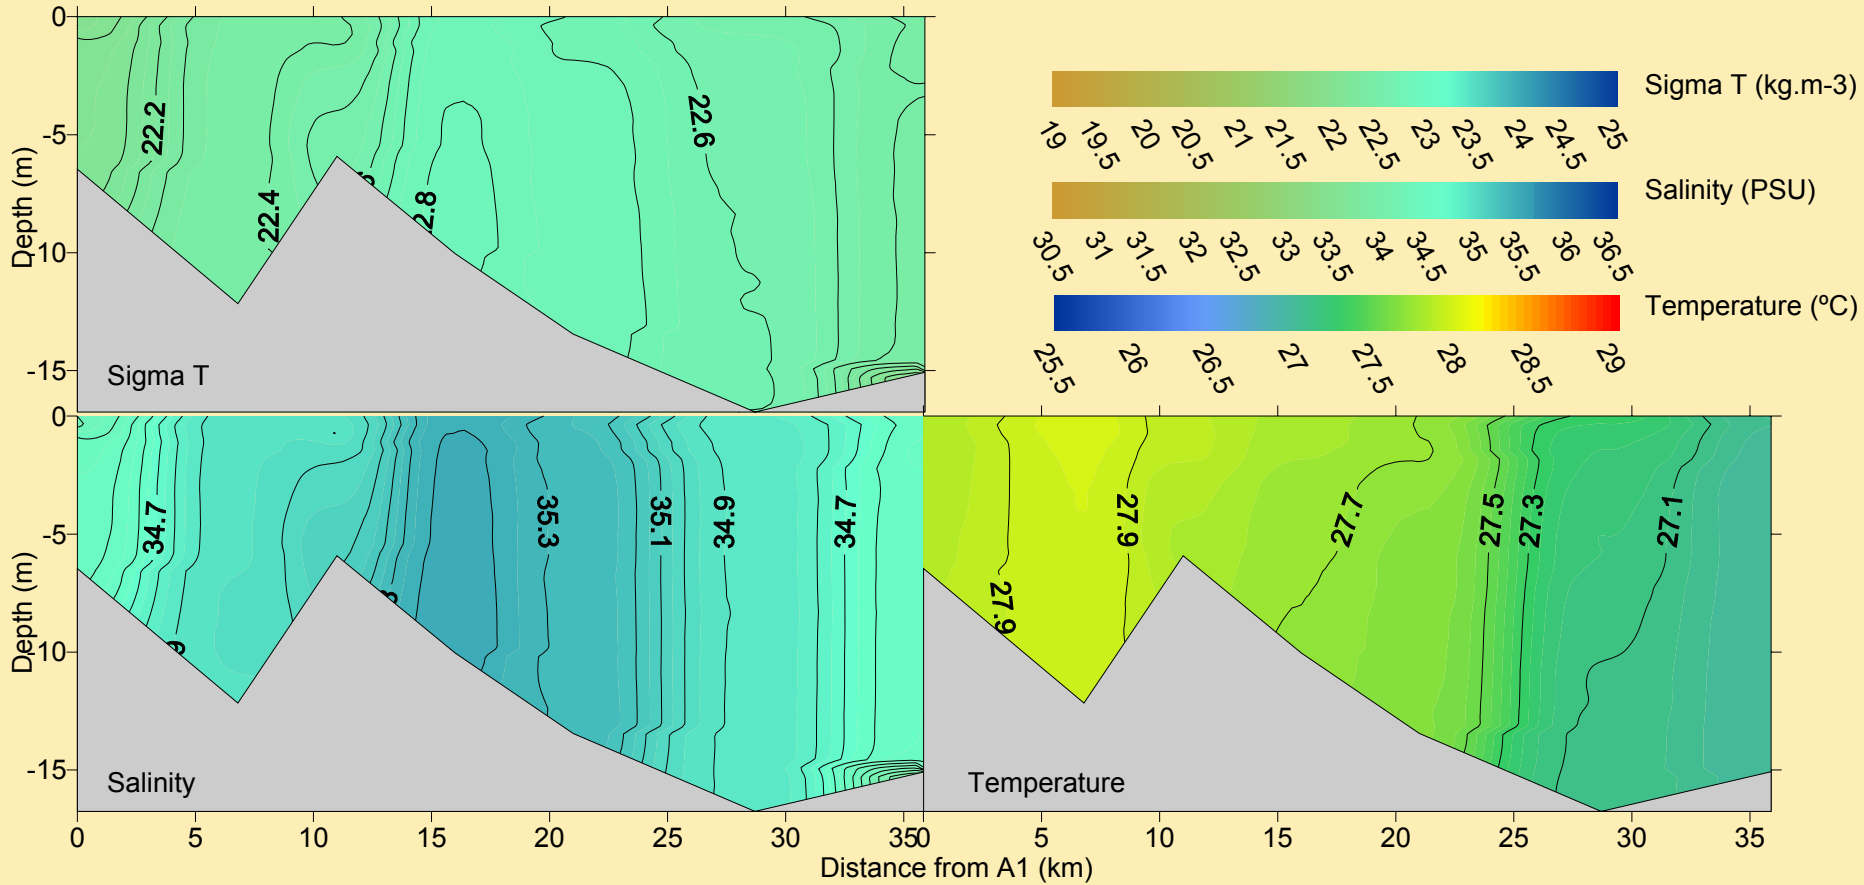 0
-5
-10
-15
Depth (m)
22.2
22.4
22.6
Sigma T
Sigma T (kg.m-3)
19 19.5 20 20.5 21 21.5 22 22.5 23 23.5 24 24.5 25
Salinity (PSU)
30.5 31 31.5 32 32.5 33 33.5 34 34.5 35 35.5 36 36.5
Temperature (ºC)
25.5 26 26.5 27 27.5 28 28.5 29
0
-5
-10
-15
Depth (m)
34.7
35.3
35.1
34.6
34.7
Salinity
27.9
27.9
27.7
27.5
27.3
27.1
Temperature
0 5 10 15 20 25 30 35 0 5 10 15 20 25 30 35
Distance from A1 (km)